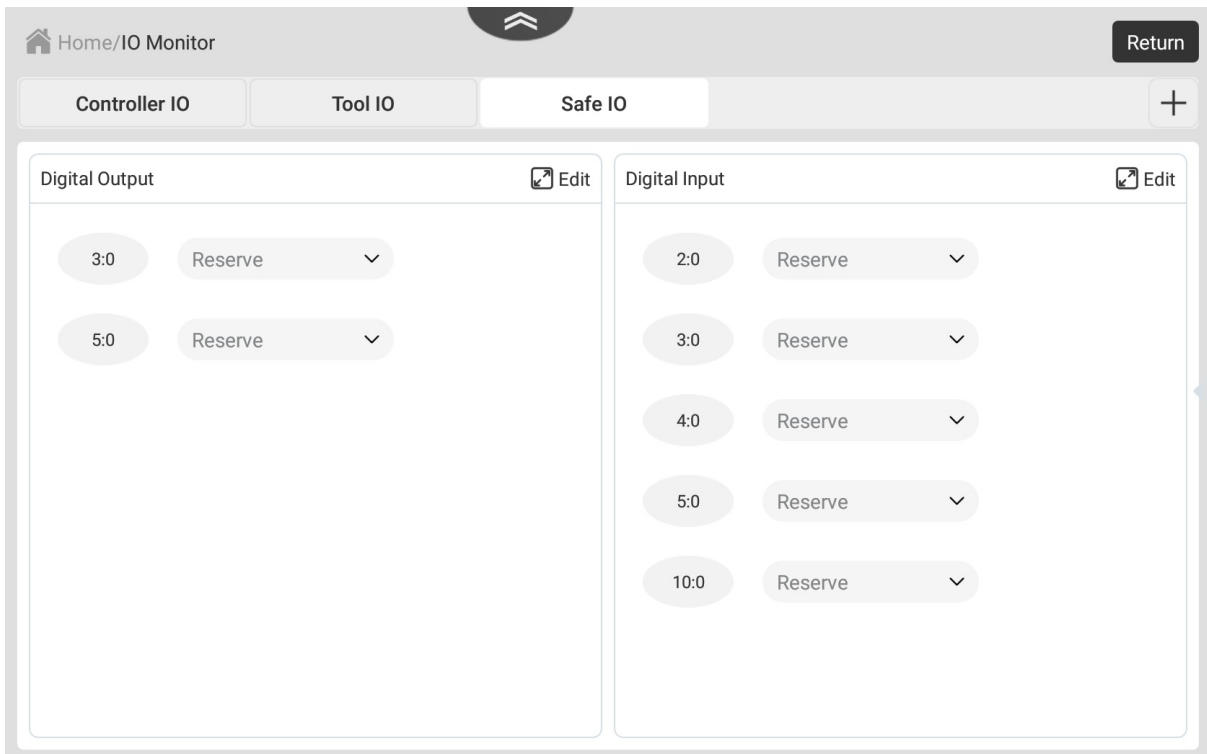 Home/IO Monitor
Return
Controller IO
Tool IO
Safe IO
Digital Output
Edit
3:0
Reserve
5:0
Reserve
Digital Input
Edit
2:0
Reserve
3:0
Reserve
4:0
Reserve
5:0
Reserve
10:0
Reserve